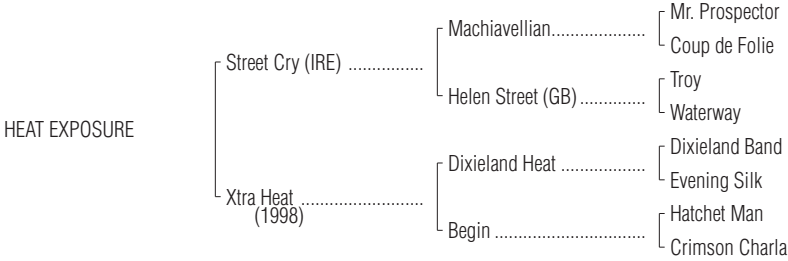 Mr. Prospector
Machiavellian....................
Coup de Folie
Street Cry (IRE) ................
Troy
Helen Street (GB)..............
Waterway
HEAT EXPOSURE
Dixieland Band
Dixieland Heat ..................
Evening Silk
Xtra Heat ..........................
(1998)
Hatchet Man
Begin ................................
Crimson Charla